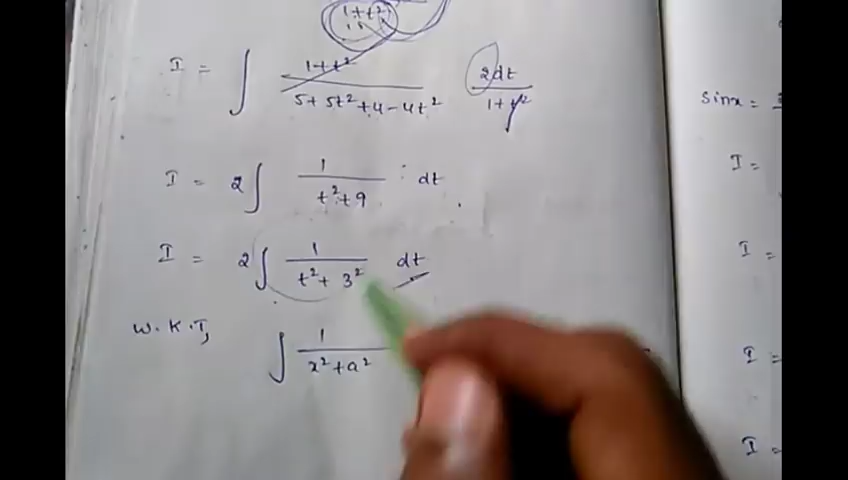 1+t²
I = ∫ 1+t² / 5+5t²+4-4t² 2dt / 1+t²
I = 2∫ 1 / t²+9 dt
I = 2∫ 1 / t²+3² dt
W.K.T, ∫ 1 / x²+a²
sinx =
I =
I =
I =
I =